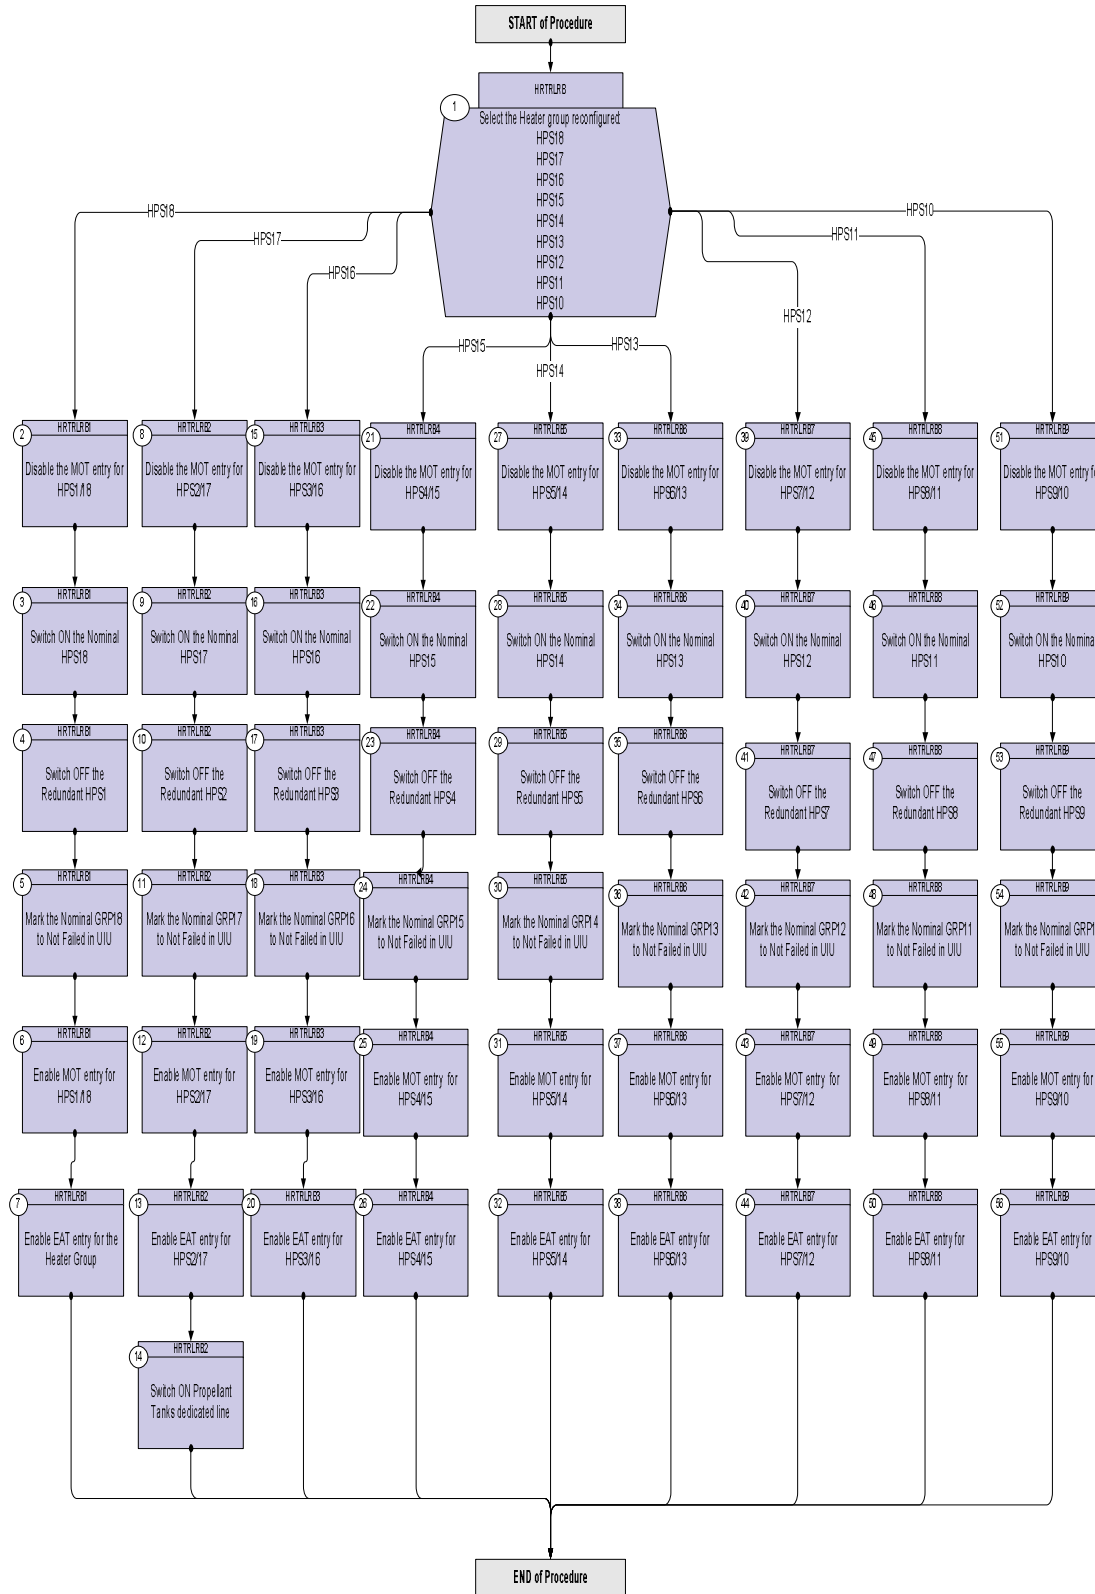 START of Procedure
HRTRLRB
1
Select the Heater group reconfigured:
HPS18
HPS17
HPS16
HPS15
HPS14
HPS13
HPS12
HPS11
HPS10
HPS18
HPS17
HPS16
HPS15
HPS14
HPS13
HPS12
HPS11
HPS10
HRTRLRB1
2
Disable the MOT entry for
HPS1/18
HRTRLRB1
3
Switch ON the Nominal
HPS18
HRTRLRB1
4
Switch OFF the
Redundant HPS1
HRTRLRB1
5
Mark the Nominal GRP18
to Not Failed in UIU
HRTRLRB1
6
Enable MOT entry for
HPS1/18
HRTRLRB1
7
Enable EAT entry for the
Heater Group
HRTRLRB2
8
Disable the MOT entry for
HPS2/17
HRTRLRB2
9
Switch ON the Nominal
HPS17
HRTRLRB2
10
Switch OFF the
Redundant HPS2
HRTRLRB2
11
Mark the Nominal GRP17
to Not Failed in UIU
HRTRLRB2
12
Enable MOT entry for
HPS2/17
HRTRLRB2
13
Enable EAT entry for
HPS2/17
HRTRLRB2
14
Switch ON Propellant
Tanks dedicated line
HRTRLRB3
15
Disable the MOT entry for
HPS3/16
HRTRLRB3
16
Switch ON the Nominal
HPS16
HRTRLRB3
17
Switch OFF the
Redundant HPS3
HRTRLRB3
18
Mark the Nominal GRP16
to Not Failed in UIU
HRTRLRB3
19
Enable MOT entry for
HPS3/16
HRTRLRB3
20
Enable EAT entry for
HPS3/16
HRTRLRB4
21
Disable the MOT entry for
HPS4/15
HRTRLRB4
22
Switch ON the Nominal
HPS15
HRTRLRB4
23
Switch OFF the
Redundant HPS4
HRTRLRB4
24
Mark the Nominal GRP15
to Not Failed in UIU
HRTRLRB4
25
Enable MOT entry for
HPS4/15
HRTRLRB4
26
Enable EAT entry for
HPS4/15
HRTRLRB5
27
Disable the MOT entry for
HPS5/14
HRTRLRB5
28
Switch ON the Nominal
HPS14
HRTRLRB5
29
Switch OFF the
Redundant HPS5
HRTRLRB5
30
Mark the Nominal GRP14
to Not Failed in UIU
HRTRLRB5
31
Enable MOT entry for
HPS5/14
HRTRLRB5
32
Enable EAT entry for
HPS5/14
HRTRLRB6
33
Disable the MOT entry for
HPS6/13
HRTRLRB6
34
Switch ON the Nominal
HPS13
HRTRLRB6
35
Switch OFF the
Redundant HPS6
HRTRLRB6
36
Mark the Nominal GRP13
to Not Failed in UIU
HRTRLRB6
37
Enable MOT entry for
HPS6/13
HRTRLRB6
38
Enable EAT entry for
HPS6/13
HRTRLRB7
39
Disable the MOT entry for
HPS7/12
HRTRLRB7
40
Switch ON the Nominal
HPS12
HRTRLRB7
41
Switch OFF the
Redundant HPS7
HRTRLRB7
42
Mark the Nominal GRP12
to Not Failed in UIU
HRTRLRB7
43
Enable MOT entry for
HPS7/12
HRTRLRB7
44
Enable EAT entry for
HPS7/12
HRTRLRB8
45
Disable the MOT entry for
HPS8/11
HRTRLRB8
46
Switch ON the Nominal
HPS11
HRTRLRB8
47
Switch OFF the
Redundant HPS8
HRTRLRB8
48
Mark the Nominal GRP11
to Not Failed in UIU
HRTRLRB8
49
Enable MOT entry for
HPS8/11
HRTRLRB8
50
Enable EAT entry for
HPS8/11
HRTRLRB9
51
Disable the MOT entry for
HPS9/10
HRTRLRB9
52
Switch ON the Nominal
HPS10
HRTRLRB9
53
Switch OFF the
Redundant HPS9
HRTRLRB9
54
Mark the Nominal
to Not Failed in UIU
HRTRLRB9
55
Enable MOT entry for
HPS9/10
HRTRLRB9
56
Enable EAT entry for
HPS9/10
END of Procedure